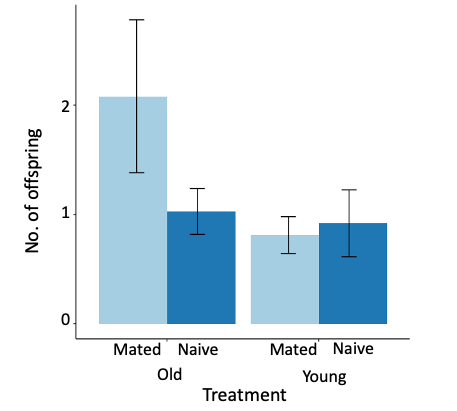 No. of offspring
2
1
0
Mated Naive Mated Naive
Old Young
Treatment